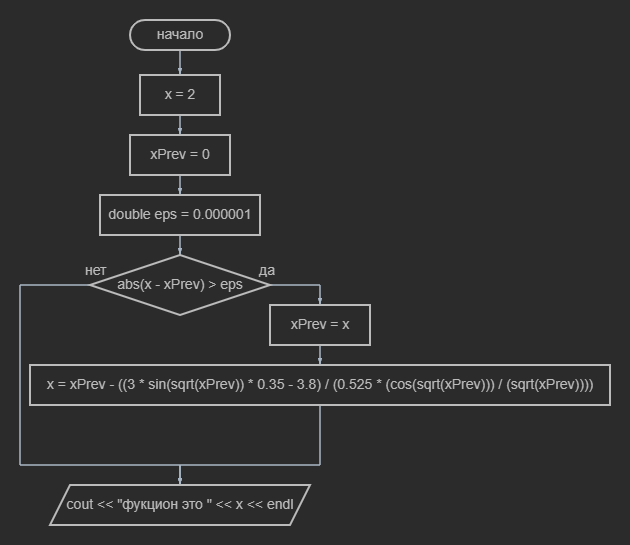 начало
x = 2
xPrev = 0
double eps = 0.000001
нет
да
abs(x - xPrev) > eps
xPrev = x
x = xPrev - ((3 * sin(sqrt(xPrev)) * 0.35 - 3.8) / (0.525 * (cos(sqrt(xPrev))) / (sqrt(xPrev))))
cout << "фукцион это " << x << endl